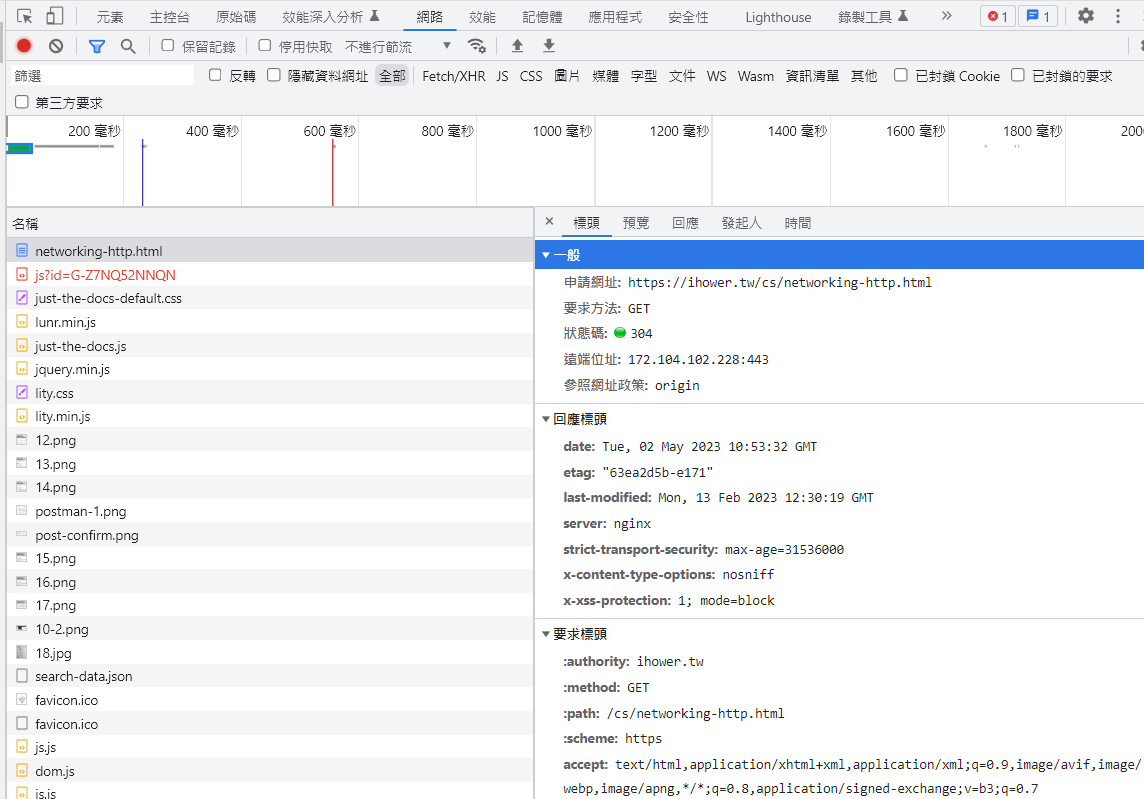 元素 主控台 原始碼 效能深入分析 網路 效能 記憶體 應用程式 安全性 Lighthouse 錄製工具 » 1 1
保留記錄 停用快取 不進行節流
篩選 反轉 隱藏資料網址 全部 Fetch/XHR JS CSS 圖片 媒體 字型 文件 WS Wasm 資訊清單 其他 已封鎖 Cookie 已封鎖的要求
第三方要求
200 毫秒 400 毫秒 600 毫秒 800 毫秒 1000 毫秒 1200 毫秒 1400 毫秒 1600 毫秒 1800 毫秒 2000
名稱
networking-http.html
js?id=G-Z7NQ52NNQN
just-the-docs-default.css
lunr.min.js
just-the-docs.js
jquery.min.js
lity.css
lity.min.js
12.png
13.png
14.png
postman-1.png
post-confirm.png
15.png
16.png
17.png
10-2.png
18.jpg
search-data.json
favicon.ico
favicon.ico
js.js
dom.js
js.js
× 標頭 預覽 回應 發起人 時間
一般
申請網址: https://ihower.tw/cs/networking-http.html
要求方法: GET
狀態碼: 304
遠端位址: 172.104.102.228:443
參照網址政策: origin
回應標頭
date: Tue, 02 May 2023 10:53:32 GMT
etag: "63ea2d5b-e171"
last-modified: Mon, 13 Feb 2023 12:30:19 GMT
server: nginx
strict-transport-security: max-age=31536000
x-content-type-options: nosniff
x-xss-protection: 1; mode=block
要求標頭
:authority: ihower.tw
:method: GET
:path: /cs/networking-http.html
:scheme: https
accept: text/html,application/xhtml+xml,application/xml;q=0.9,image/avif,image/
webp,image/apng,*/*;q=0.8,application/signed-exchange;v=b3;q=0.7